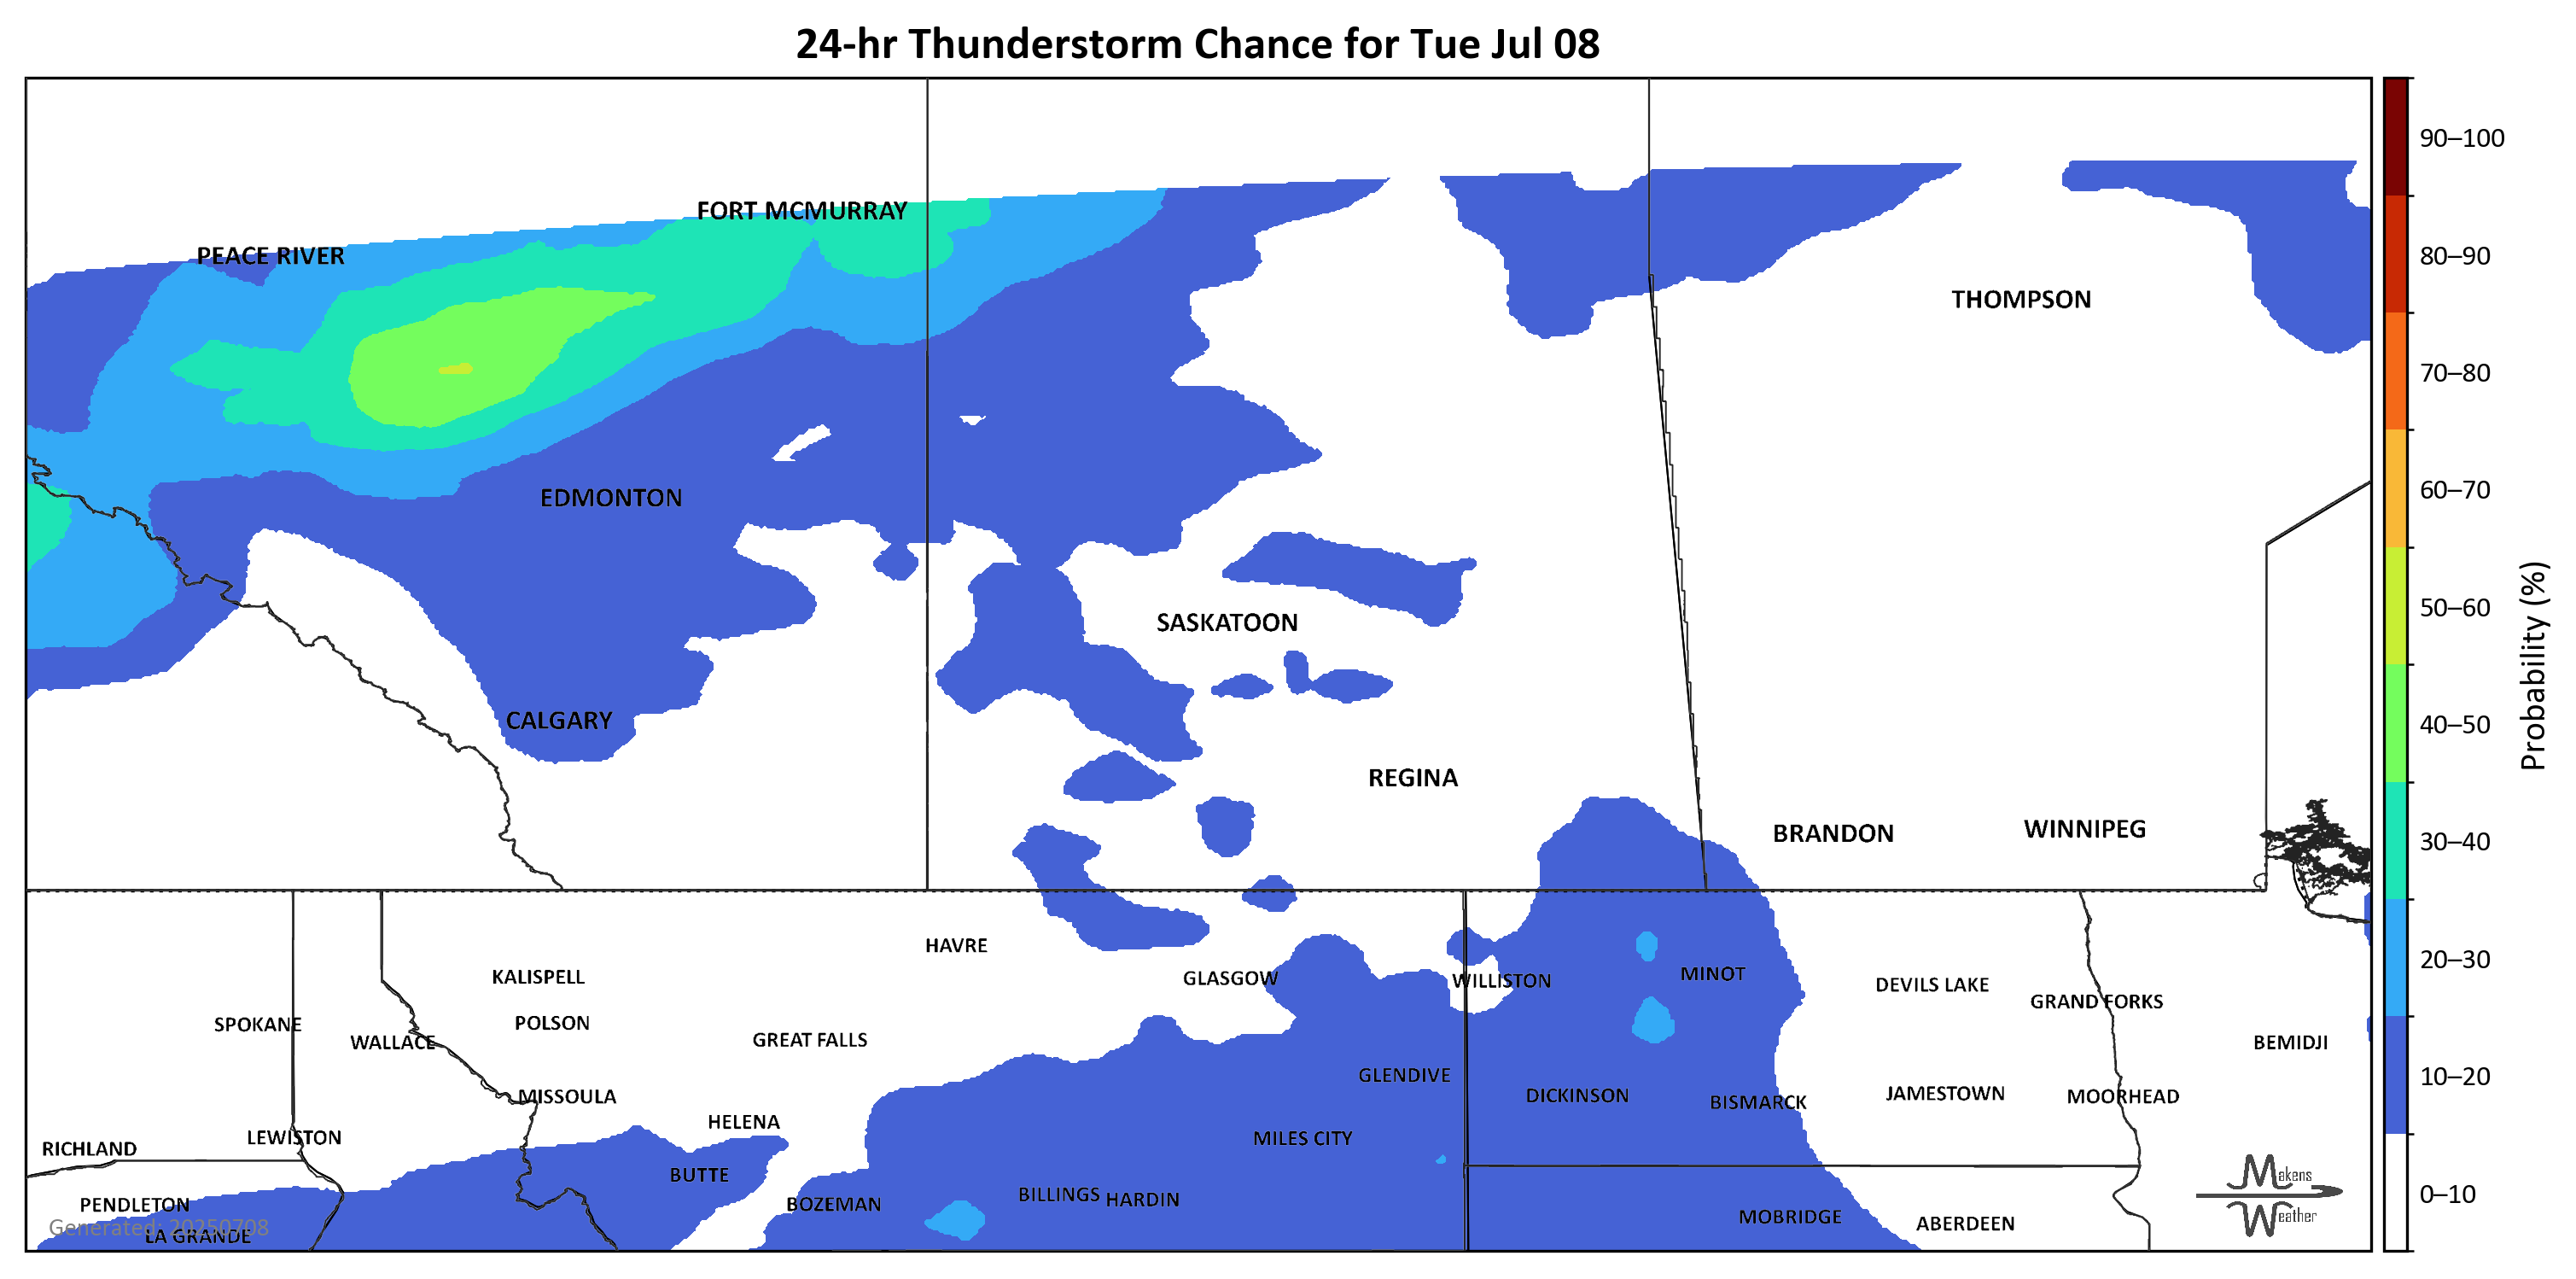 24-hr Thunderstorm Chance for Tue Jul 08
90–100
FORT MCMURRAY
PEACE RIVER
80–90
THOMPSON
70–80
60–70
EDMONTON
50–60
SASKATOON
CALGARY
40–50
Probability (%)
REGINA
BRANDON
WINNIPEG
30–40
HAVRE
20–30
KALISPELL
GLASGOW
WILLISTON
MINOT
DEVILS LAKE
GRAND FORKS
SPOKANE
POLSON
WALLACE
GREAT FALLS
BEMIDJI
GLENDIVE
10–20
MISSOULA
DICKINSON
BISMARCK
JAMESTOWN
MOORHEAD
HELENA
LEWISTON
MILES CITY
RICHLAND
BUTTE
Makens
0–10
PENDLETON
BOZEMAN
BILLINGS
HARDIN
MOBRIDGE
Weather
ABERDEEN
Generated: 20250708
LA GRANDE